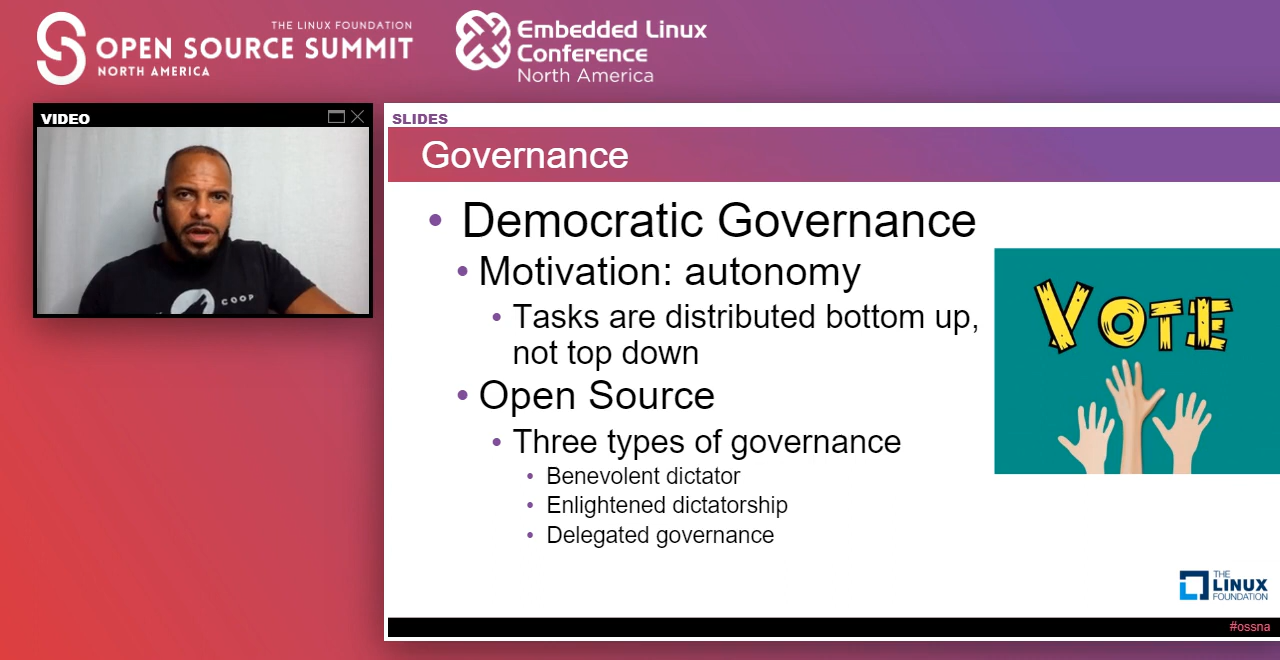 THE LINUX FOUNDATION
OPEN SOURCE SUMMIT
NORTH AMERICA
Embedded Linux
Conference
North America
VIDEO
COOP
SLIDES
Governance
• Democratic Governance
• Motivation: autonomy
• Tasks are distributed bottom up,
not top down
• Open Source
• Three types of governance
• Benevolent dictator
• Enlightened dictatorship
• Delegated governance
VOTE
THE
LINUX
FOUNDATION
#ossna